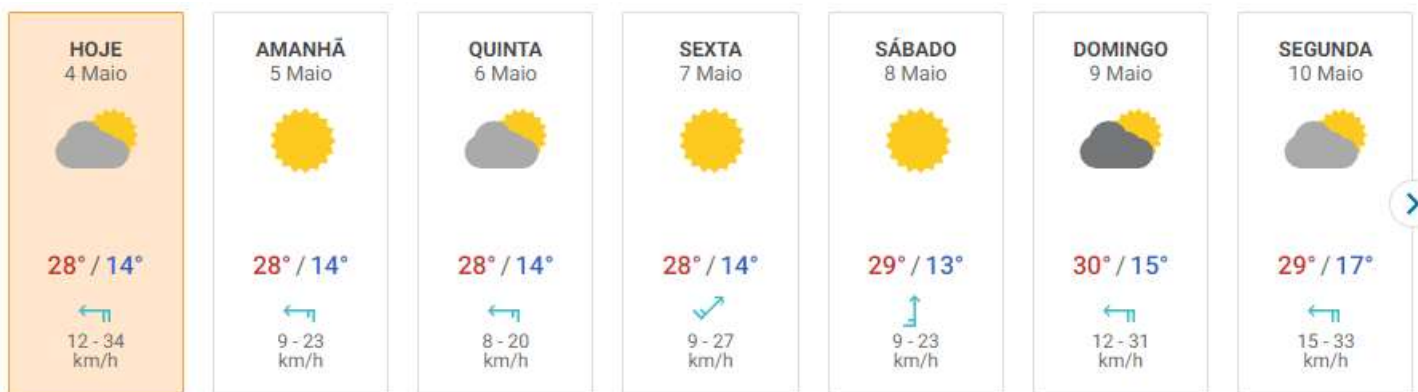 HOJE
4 Maio
28° / 14°
12 - 34
km/h
AMANHÃ
5 Maio
28° / 14°
9 - 23
km/h
QUINTA
6 Maio
28° / 14°
8 - 20
km/h
SEXTA
7 Maio
28° / 14°
9 - 27
km/h
SÁBADO
8 Maio
29° / 13°
9 - 23
km/h
DOMINGO
9 Maio
30° / 15°
12 - 31
km/h
SEGUNDA
10 Maio
29° / 17°
15 - 33
km/h